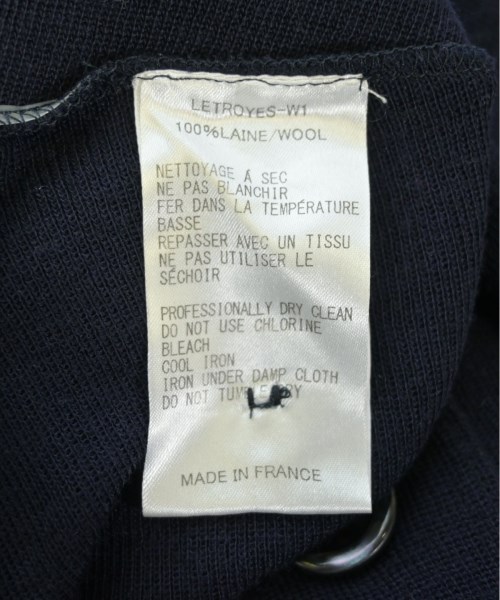 LETROYES-W1
100%LAINE/WOOL
NETTOYAGE Á SEC
NE PAS BLANCHIR
FER DANS LA TEMPÉRATURE
BASSE
REPASSER AVEC UN TISSU
NE PAS UTILISER LE
SÉCHOIR
PROFESSIONALLY DRY CLEAN
DO NOT USE CHLORINE
BLEACH
COOL IRON
IRON UNDER DAMP CLOTH
DO NOT
MADE IN FRANCE